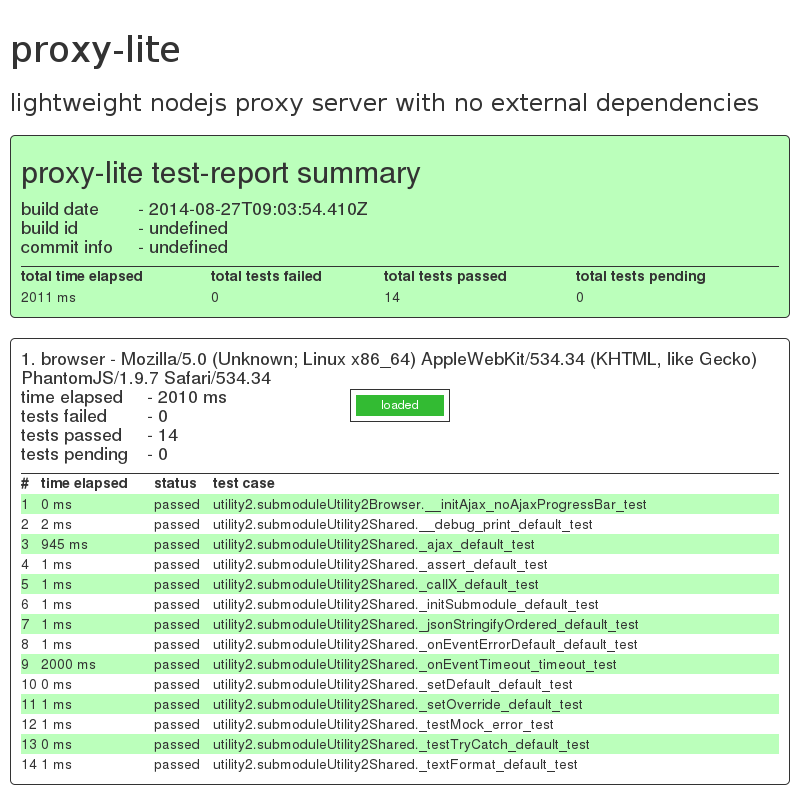 proxy-lite
lightweight nodejs proxy server with no external dependencies
proxy-lite test-report summary
build date - 2014-08-27T09:03:54.410Z
build id - undefined
commit info - undefined
total time elapsed total tests failed total tests passed total tests pending
2011 ms 0 14 0
1. browser - Mozilla/5.0 (Unknown; Linux x86_64) AppleWebKit/534.34 (KHTML, like Gecko)
PhantomJS/1.9.7 Safari/534.34
time elapsed - 2010 ms
loaded
tests failed - 0
tests passed - 14
tests pending - 0
# time elapsed status test case
1 0 ms passed utility2.submoduleUtility2Browser.__initAjax_noAjaxProgressBar_test
2 2 ms passed utility2.submoduleUtility2Shared.__debug_print_default_test
3 945 ms passed utility2.submoduleUtility2Shared._ajax_default_test
4 1 ms passed utility2.submoduleUtility2Shared._assert_default_test
5 1 ms passed utility2.submoduleUtility2Shared._callX_default_test
6 1 ms passed utility2.submoduleUtility2Shared._initSubmodule_default_test
7 1 ms passed utility2.submoduleUtility2Shared._jsonStringifyOrdered_default_test
8 1 ms passed utility2.submoduleUtility2Shared._onEventErrorDefault_default_test
9 2000 ms passed utility2.submoduleUtility2Shared._onEventTimeout_timeout_test
10 0 ms passed utility2.submoduleUtility2Shared._setDefault_default_test
11 1 ms passed utility2.submoduleUtility2Shared._setOverride_default_test
12 1 ms passed utility2.submoduleUtility2Shared._testMock_error_test
13 0 ms passed utility2.submoduleUtility2Shared._testTryCatch_default_test
14 1 ms passed utility2.submoduleUtility2Shared._textFormat_default_test